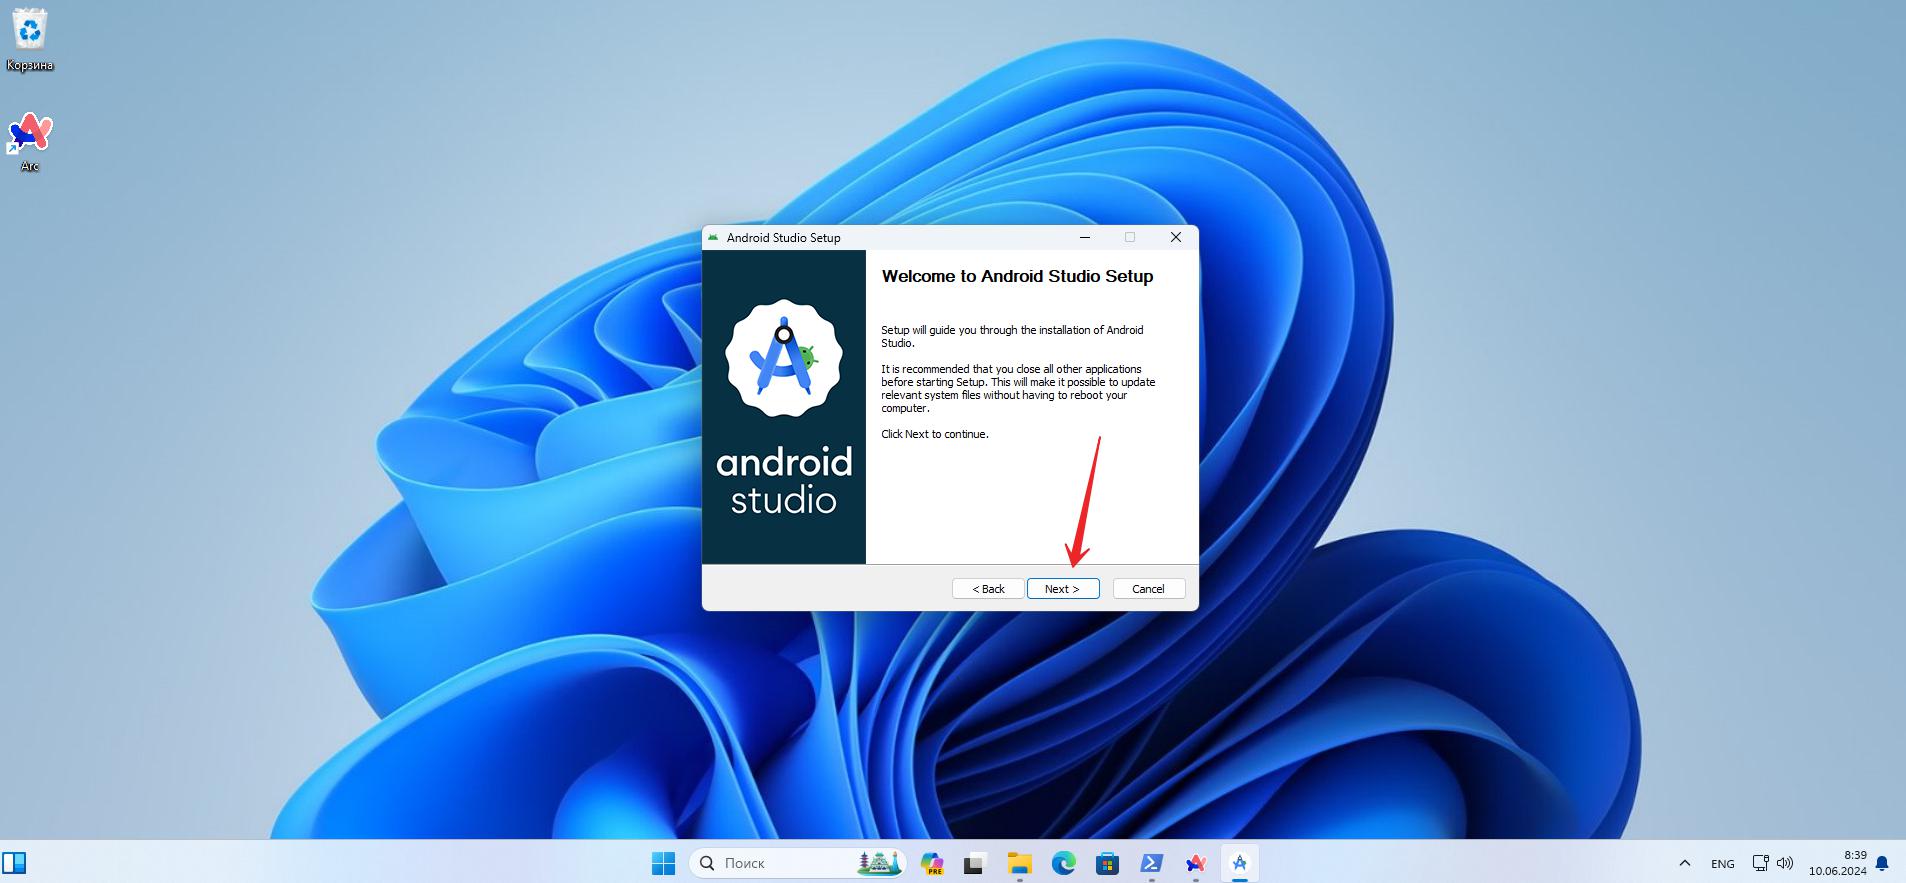 Корзина
Arc
Android Studio Setup
Welcome to Android Studio Setup
Setup will guide you through the installation of Android
Studio.
It is recommended that you close all other applications
before starting Setup. This will make it possible to update
relevant system files without having to reboot your
computer.
Click Next to continue.
android
studio
< Back
Next >
Cancel
Поиск
PRE
ENG
8:39
10.06.2024